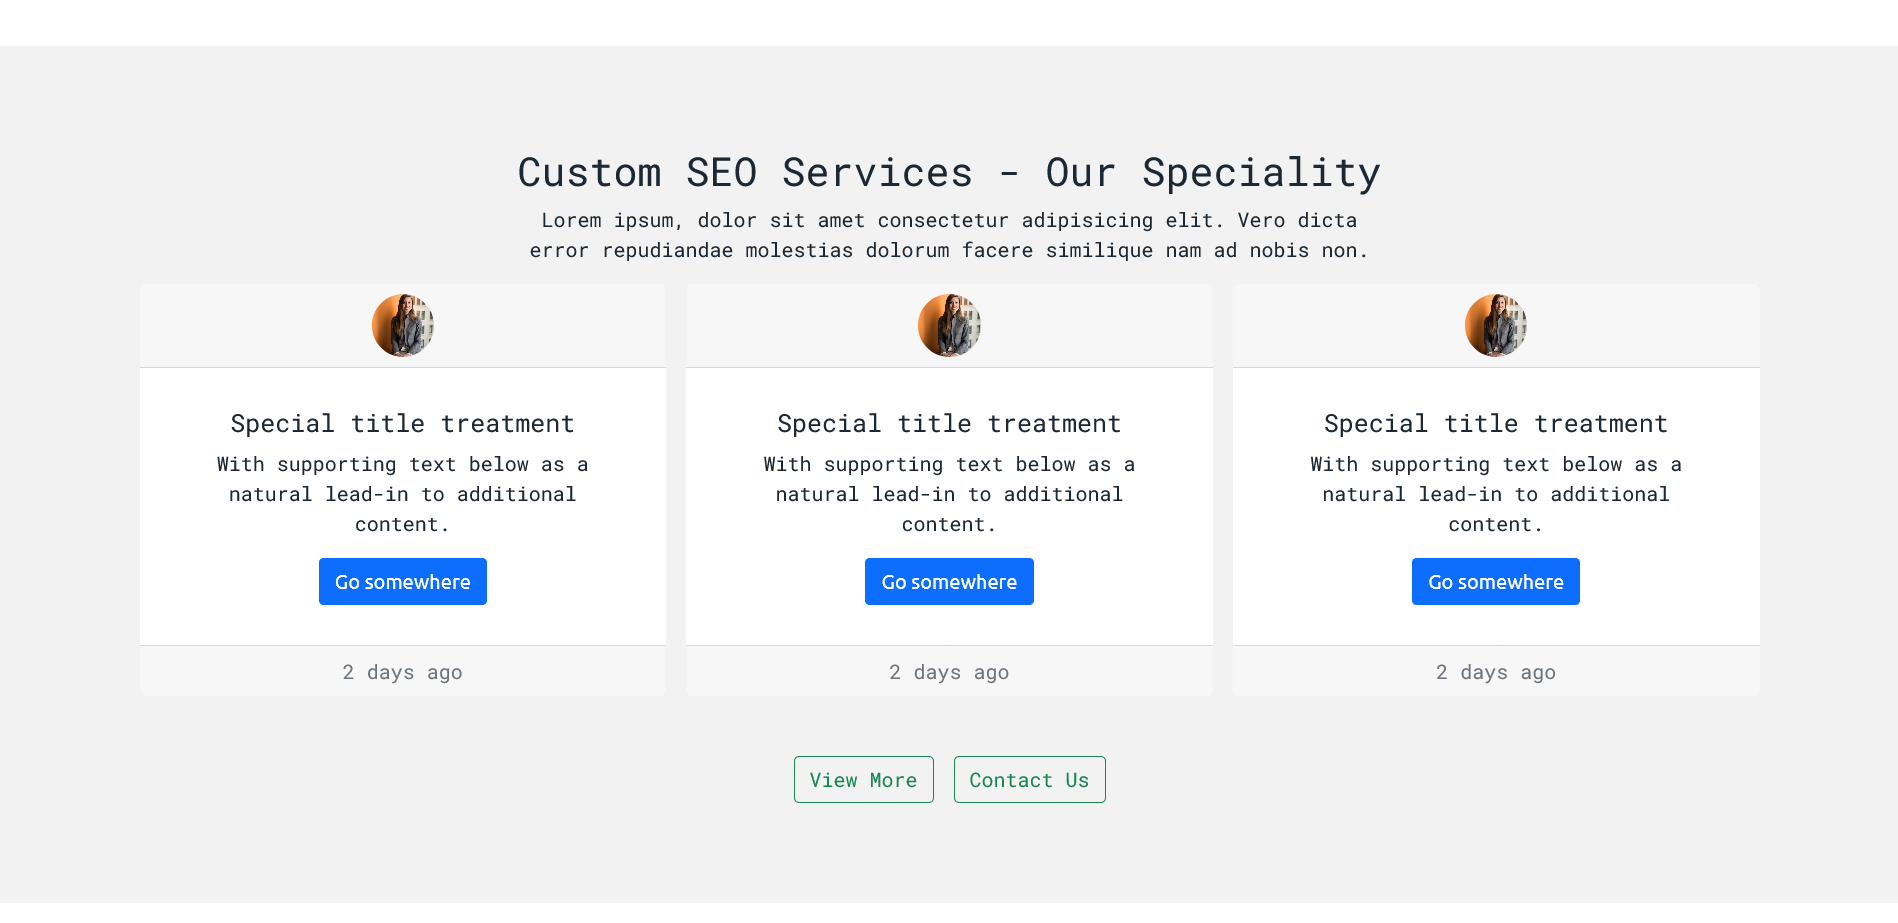 Custom SEO Services - Our Speciality
Lorem ipsum, dolor sit amet consectetur adipisicing elit. Vero dicta
error repudiandae molestias dolorum facere similique nam ad nobis non.
Special title treatment
With supporting text below as a
natural lead-in to additional
content.
Go somewhere
2 days ago
Special title treatment
With supporting text below as a
natural lead-in to additional
content.
Go somewhere
2 days ago
Special title treatment
With supporting text below as a
natural lead-in to additional
content.
Go somewhere
2 days ago
View More
Contact Us